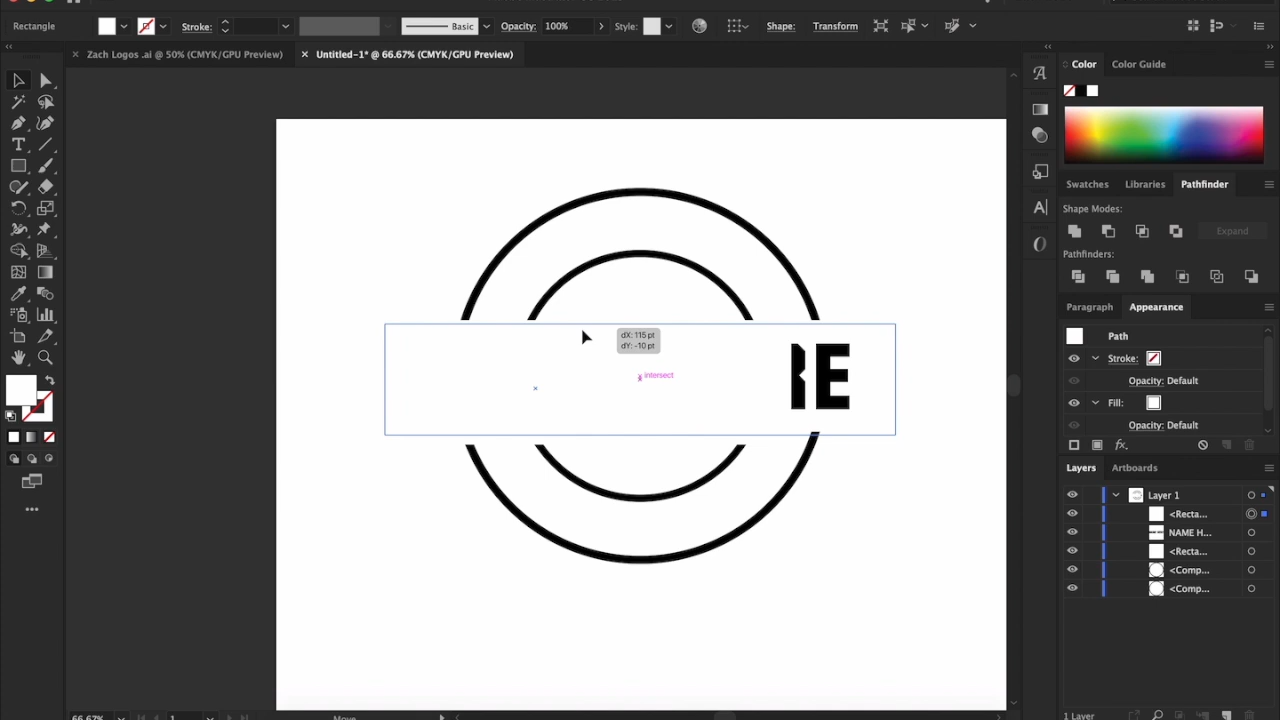 Rectangle
Stroke:
Basic
Opacity: 100%
Style:
Shape:
Transform
Zach Logos .ai @ 50% (CMYK/GPU Preview)
Untitled-1* @ 66.67% (CMYK/GPU Preview)
Color
Color Guide
Swatches
Libraries
Pathfinder
Shape Modes:
Expand
Pathfinders:
dX: 115 pt
dY: -10 pt
intersect
E
Paragraph
Appearance
Path
Stroke:
Opacity: Default
Fill:
Opacity: Default
Layers
Artboards
Layer 1
<Recta...
NAME H...
<Recta...
<Comp...
<Comp...
66.67%
1
Move
1 Layer